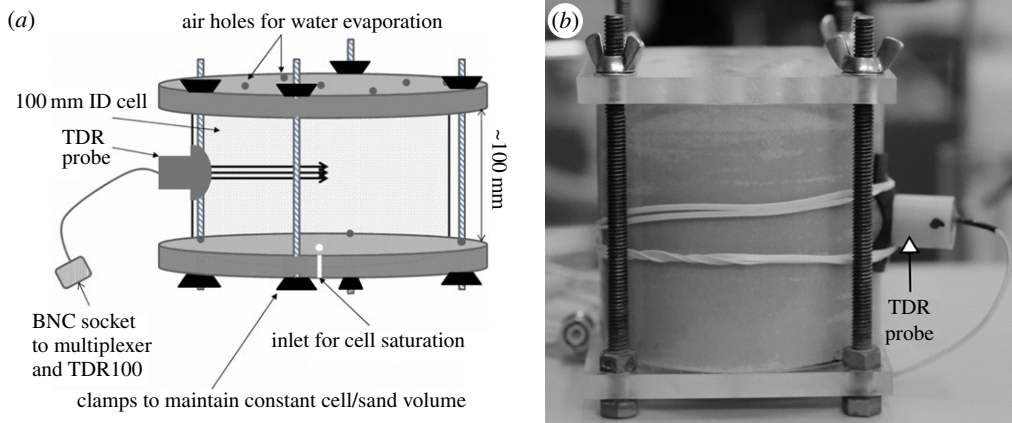 (a)
air holes for water evaporation
100 mm ID cell
TDR
probe
~100 mm
BNC socket
to multiplexer
and TDR100
inlet for cell saturation
clamps to maintain constant cell/sand volume
(b)
TDR
probe